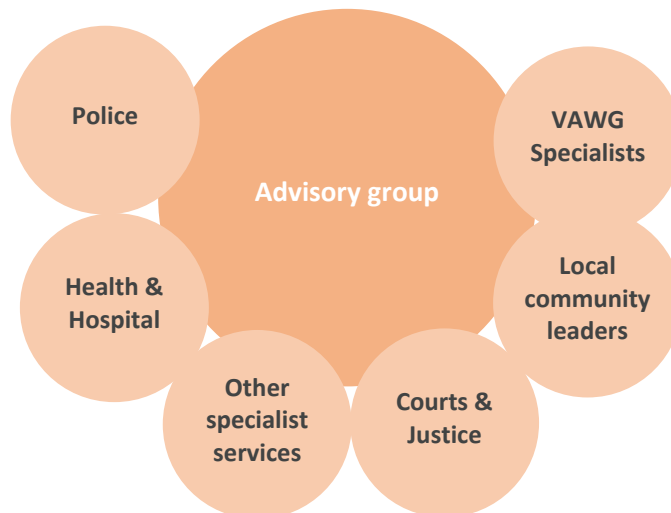 Police
VAWG
Specialists
Advisory group
Health &
Hospital
Local
community
leaders
Other
specialist
services
Courts &
Justice